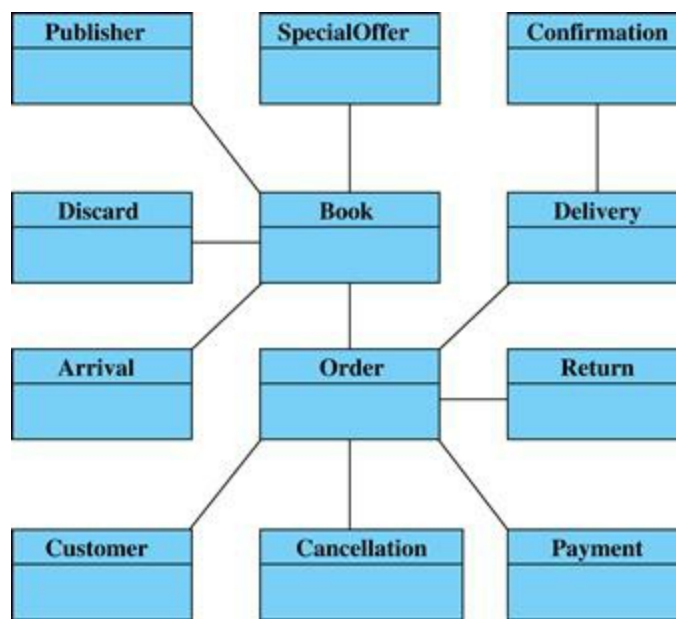 Publisher
SpecialOffer
Confirmation
Discard
Book
Delivery
Arrival
Order
Return
Customer
Cancellation
Payment